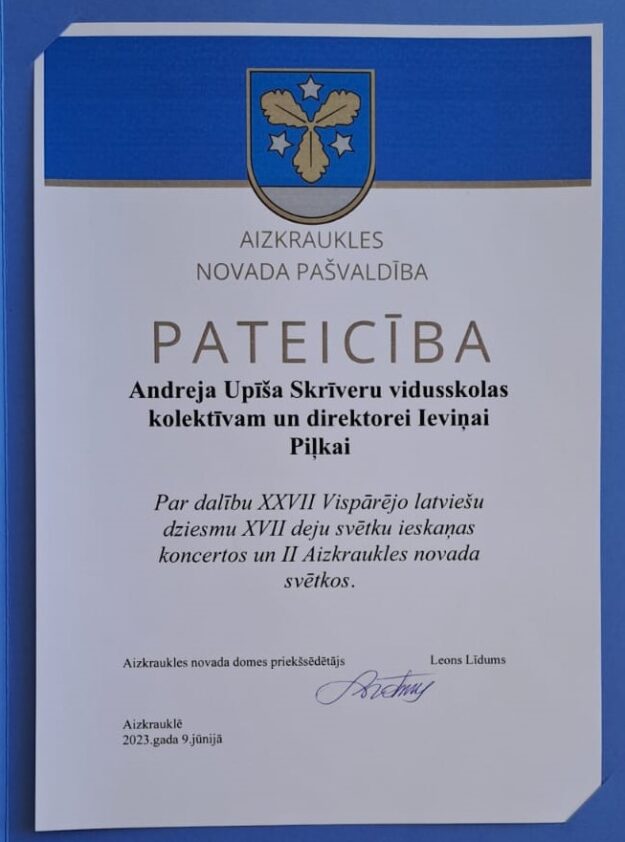 AIZKRAUKLES
NOVADA PAŠVALDĪBA
PATEICĪBA
Andreja Upīša Skrīveru vidusskolas
kolektīvam un direktorei Ieviņai
Piļkai
Par dalību XXVII Vispārējo latviešu
dziesmu XVII deju svētku ieskaņas
koncertos un II Aizkraukles novada
svētkos.
Aizkraukles novada domes priekšsēdētājs Leons Līdums
Aizkrauklē
2023.gada 9.jūnijā